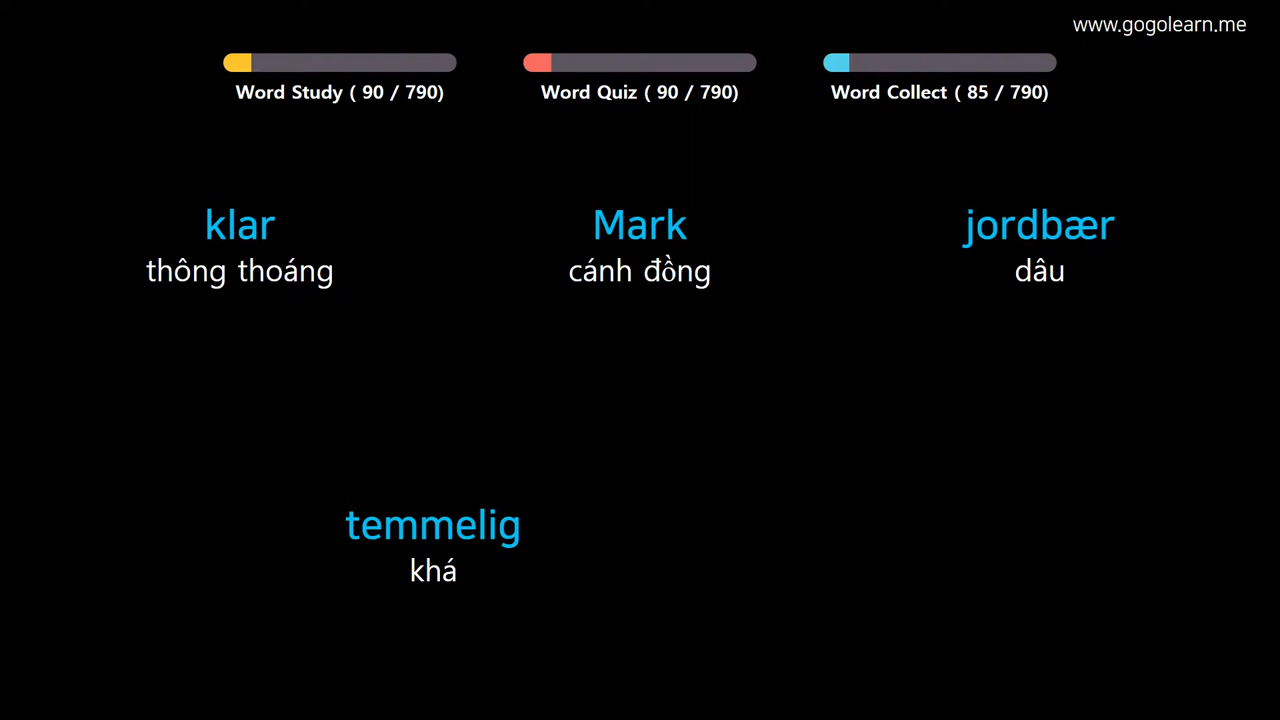 www.gogolearn.me
Word Study ( 90 / 790)
Word Quiz ( 90 / 790)
Word Collect ( 85 / 790)
klar
thông thoáng
Mark
cánh đồng
jordbær
dâu
temmelig
khá